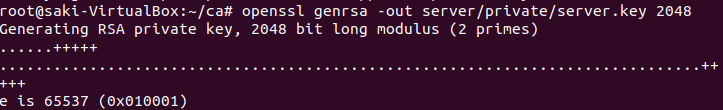 root@saki-VirtualBox:~/ca# openssl genrsa -out server/private/server.key 2048
Generating RSA private key, 2048 bit long modulus (2 primes)
......+++++
.....................................................................................++
+++
e is 65537 (0x010001)